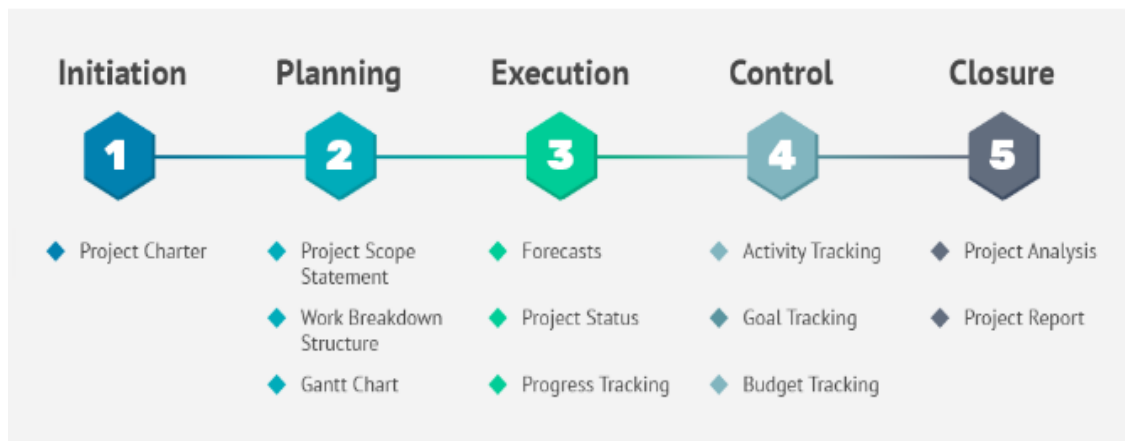 Initiation
Planning
Execution
Control
Closure
1
2
3
4
5
Project Charter
Project Scope
Statement
Work Breakdown
Structure
Gantt Chart
Forecasts
Project Status
Progress Tracking
Activity Tracking
Goal Tracking
Budget Tracking
Project Analysis
Project Report